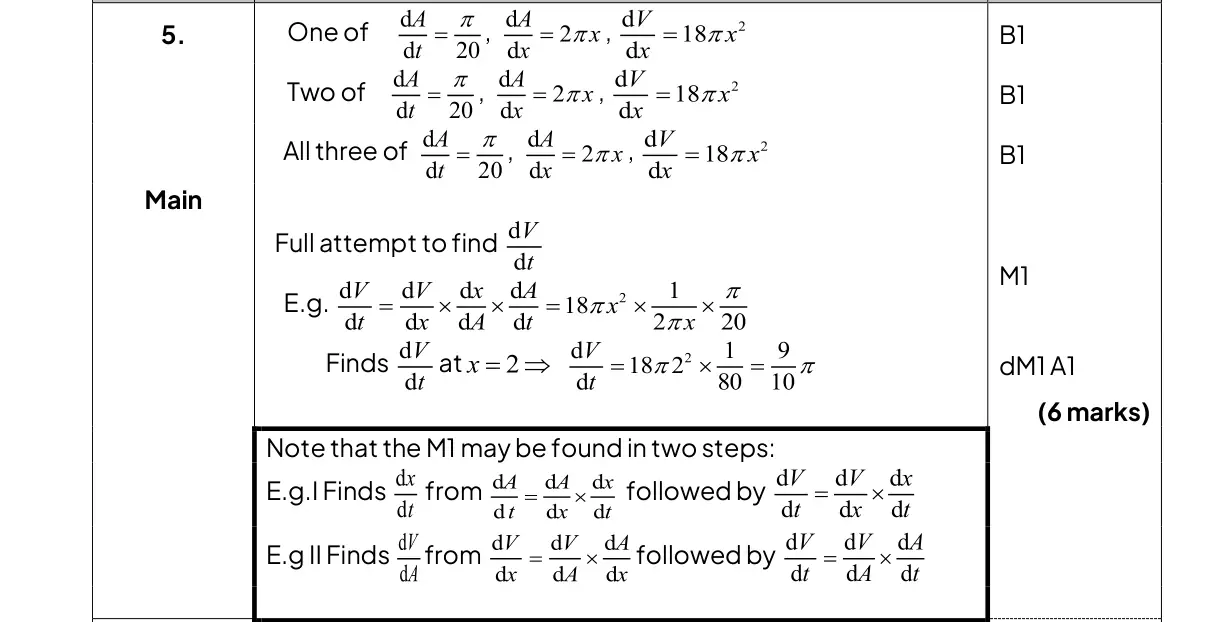 5. One of dA/dt = π/20, dA/dx = 2πx, dV/dx = 18πx² B1
Two of dA/dt = π/20, dA/dx = 2πx, dV/dx = 18πx² B1
All three of dA/dt = π/20, dA/dx = 2πx, dV/dx = 18πx² B1
Main
Full attempt to find dV/dt
M1
E.g. dV/dt = dV/dx × dx/dA × dA/dt = 18πx² × 1/2πx × π/20
Finds dV/dt at x = 2 ⇒ dV/dt = 18π2² × 1/80 = 9/10 π dM1 A1
(6 marks)
Note that the M1 may be found in two steps:
E.g.I Finds dx/dt from dA/dt = dA/dx × dx/dt followed by dV/dt = dV/dx × dx/dt
E.g II Finds dV/dA from dV/dx = dV/dA × dA/dx followed by dV/dt = dV/dA × dA/dt